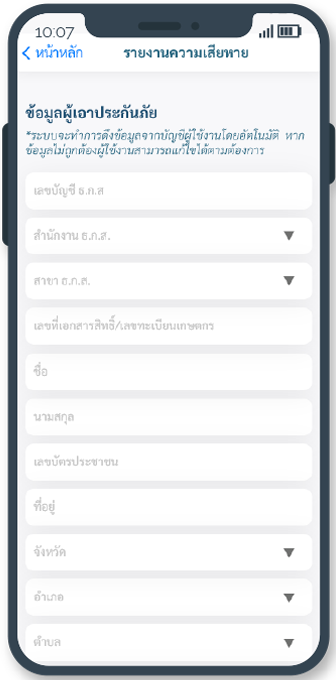 10:07
หน้าหลัก
รายงานความเสียหาย
ข้อมูลผู้เอาประกันภัย
*ระบบจะทำการดึงข้อมูลจากบัญชีผู้ใช้งานโดยอัตโนมัติ หาก
ข้อมูลไม่ถูกต้องผู้ใช้งานสามารถแก้ไขได้ตามต้องการ
เลขบัญชี ธ.ก.ส
สำนักงาน ธ.ก.ส.
สาขา ธ.ก.ส.
เลขที่เอกสารสิทธิ์/เลขทะเบียนเกษตกร
ชื่อ
นามสกุล
เลขบัตรประชาชน
ที่อยู่
จังหวัด
อำเภอ
ตำบล